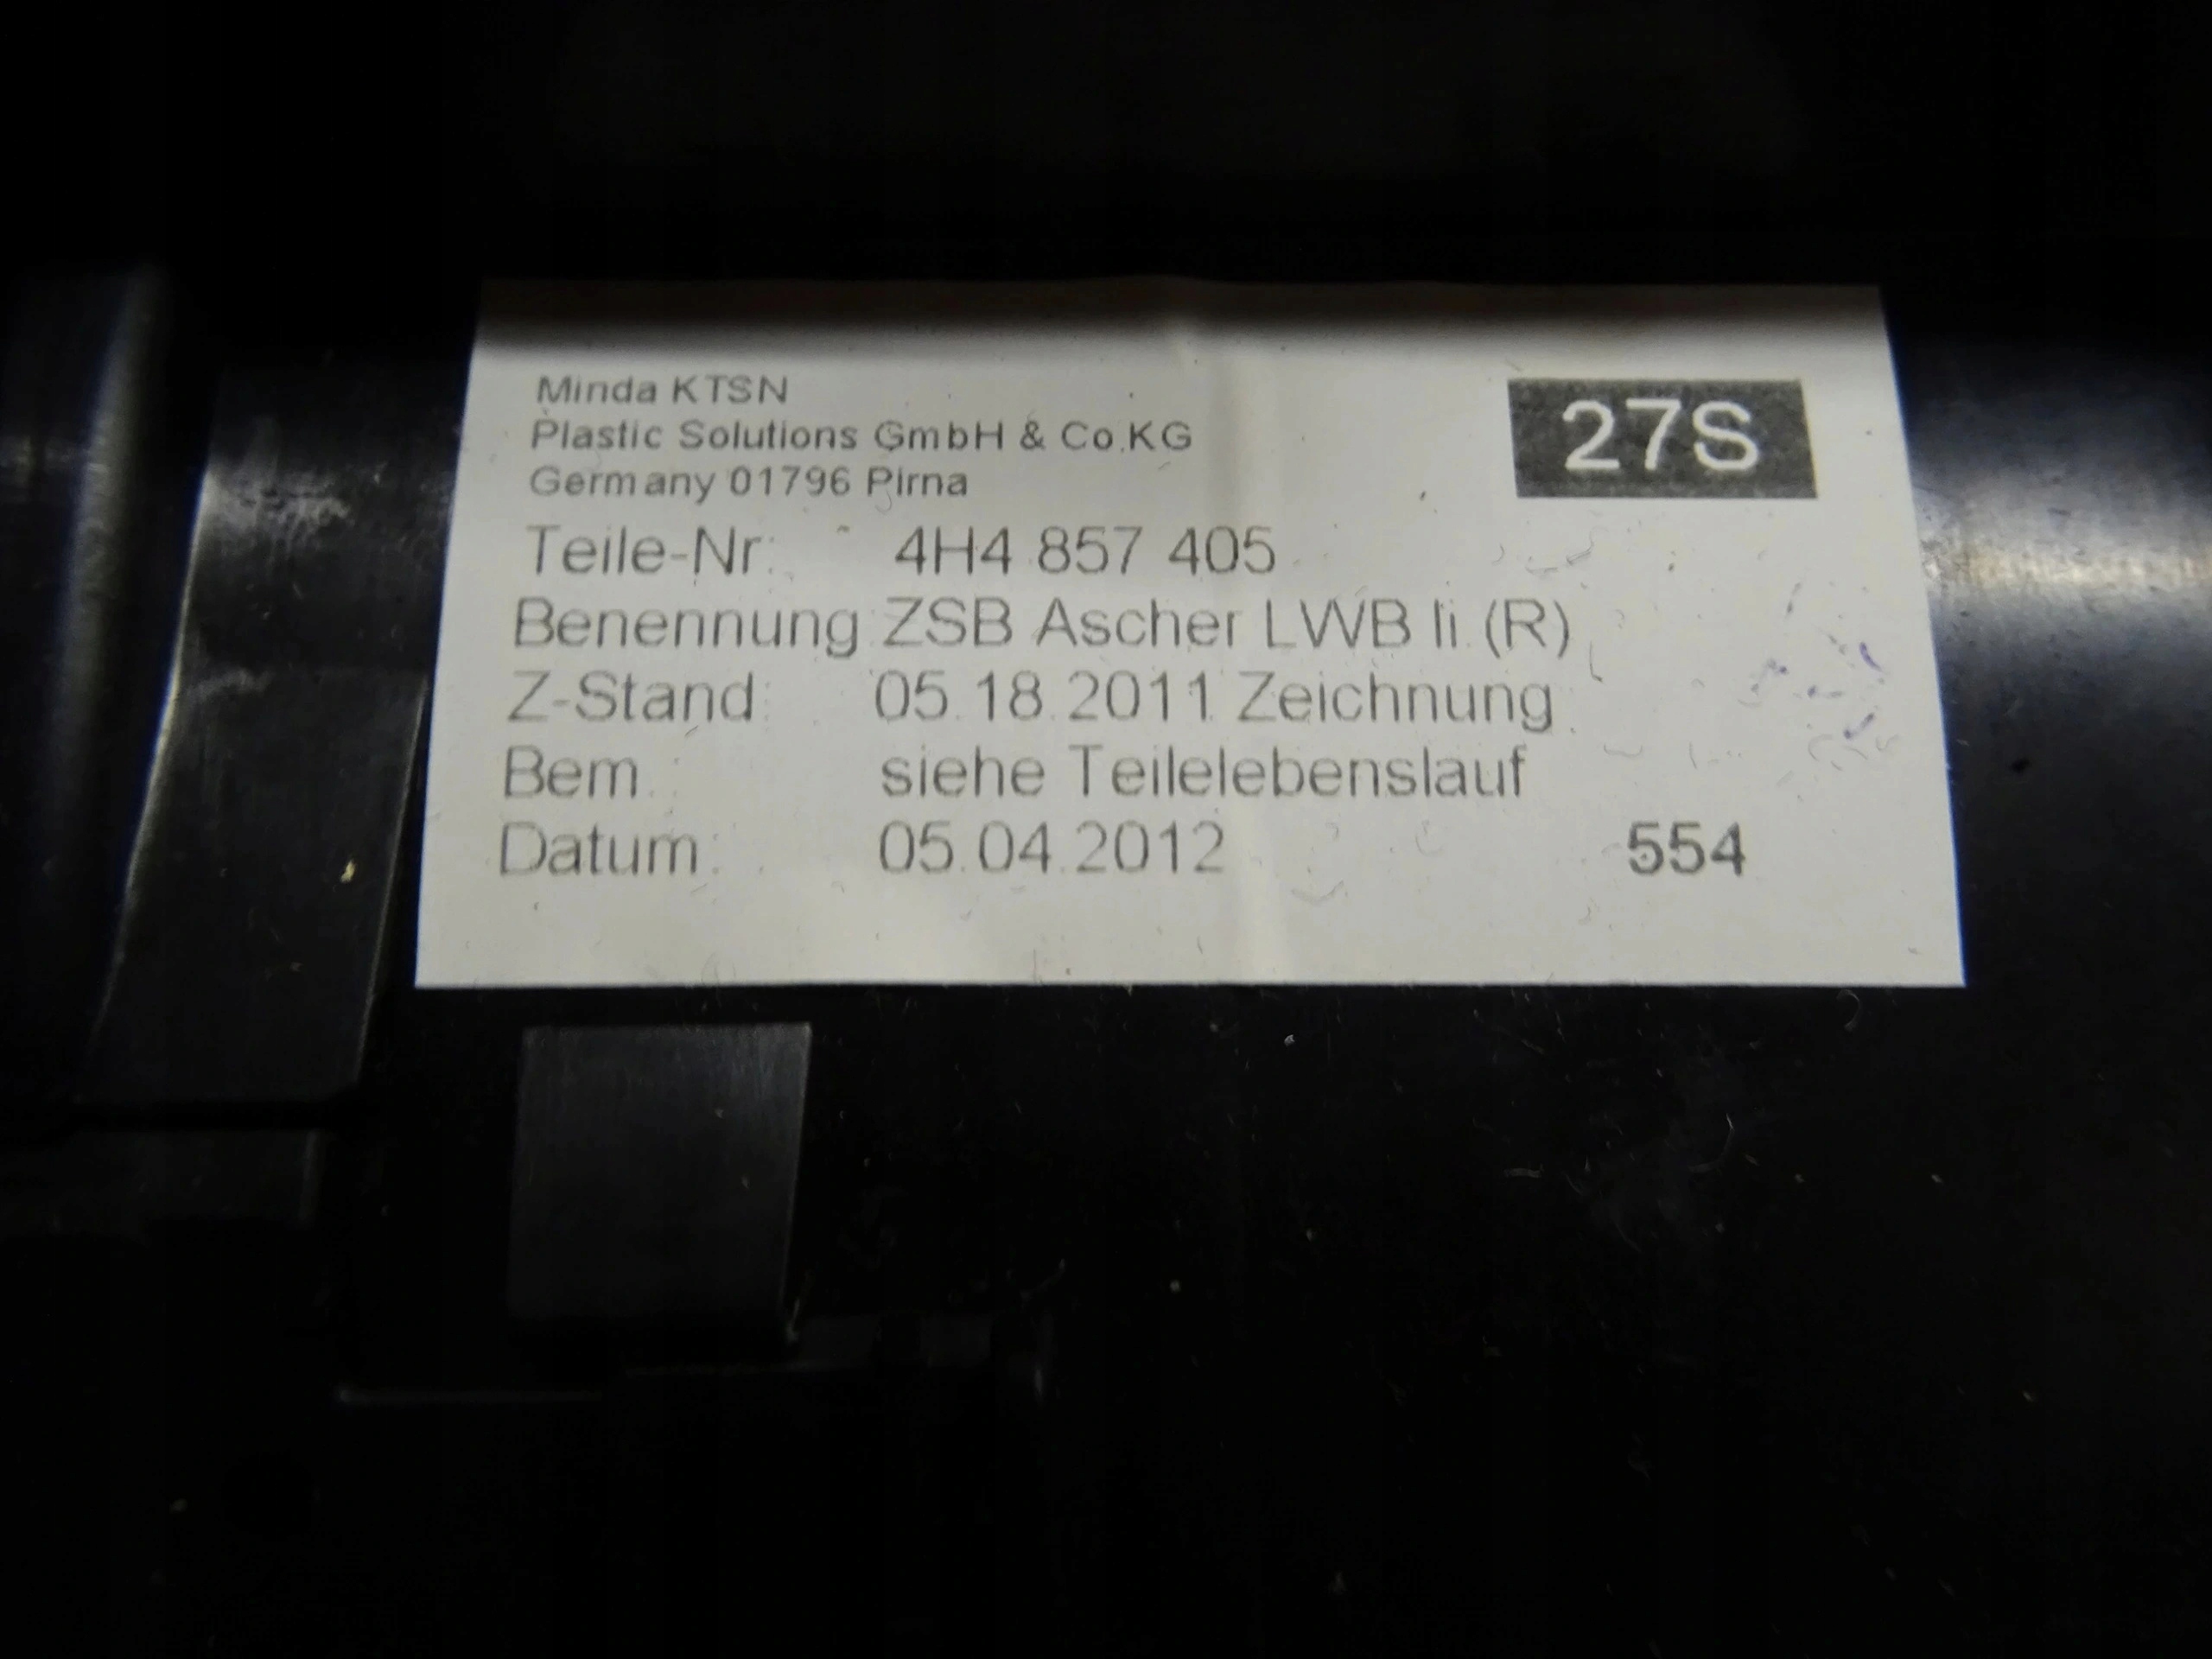 Minda KTSN
Plastic Solutions GmbH & Co.KG
Germany 01796 Pirna
27S
Teile-Nr: 4H4 857 405
Benennung ZSB Ascher LWB li.(R)
Z-Stand: 05.18.2011 Zeichnung
Bem.: siehe Teilelebenslauf
Datum: 05.04.2012 554